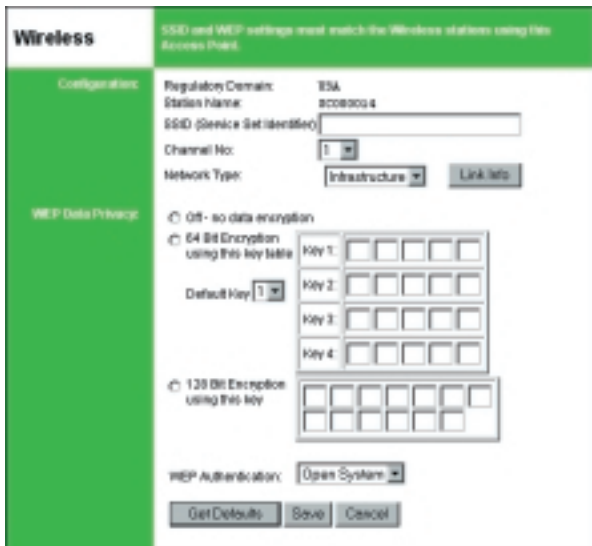 Wireless
SSID and WEP settings must match the Wireless stations using this
Access Point.
Configuration:
Regulatory Domain: USA
Station Name:
SSID (Service Set Identifier)
Channel No: 1
Network Type: Infrastructure Link Info
WEP Data Privacy:
Off - no data encryption
64 Bit Encryption
using this key table
Key 1:
Default Key 1
Key 2:
Key 3:
Key 4:
128 Bit Encryption
using this key
WEP Authentication: Open System
Get Defaults Save Cancel